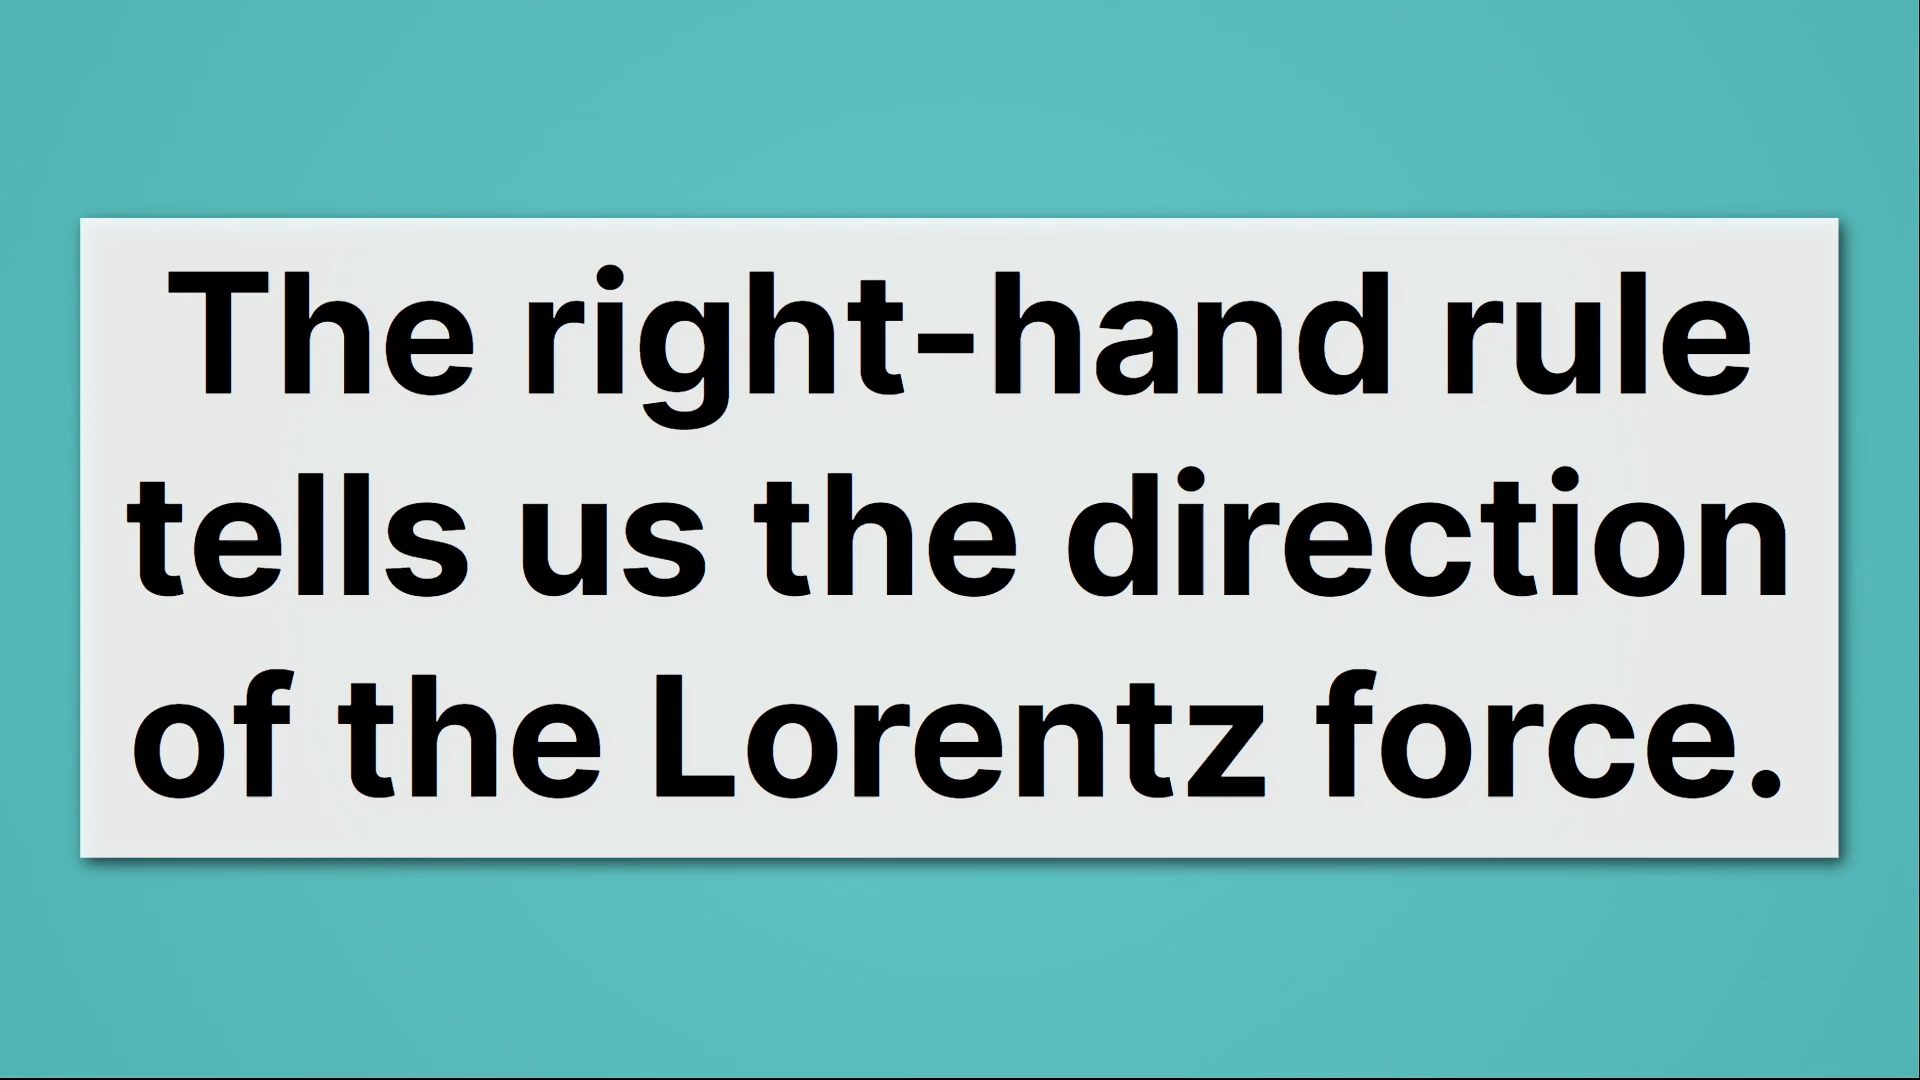 The right-hand rule
tells us the direction
of the Lorentz force.